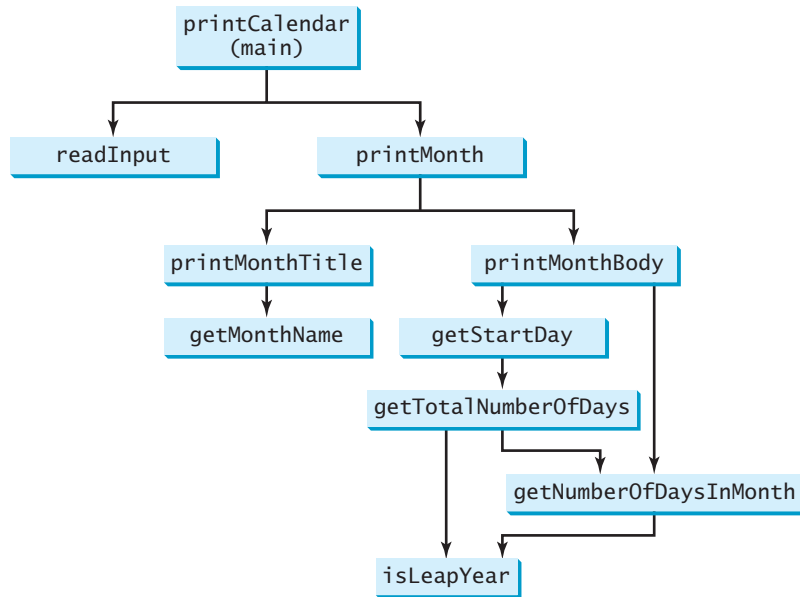 printCalendar
(main)
readInput
printMonth
printMonthTitle
printMonthBody
getMonthName
getStartDay
getTotalNumberOfDays
getNumberOfDaysInMonth
isLeapYear